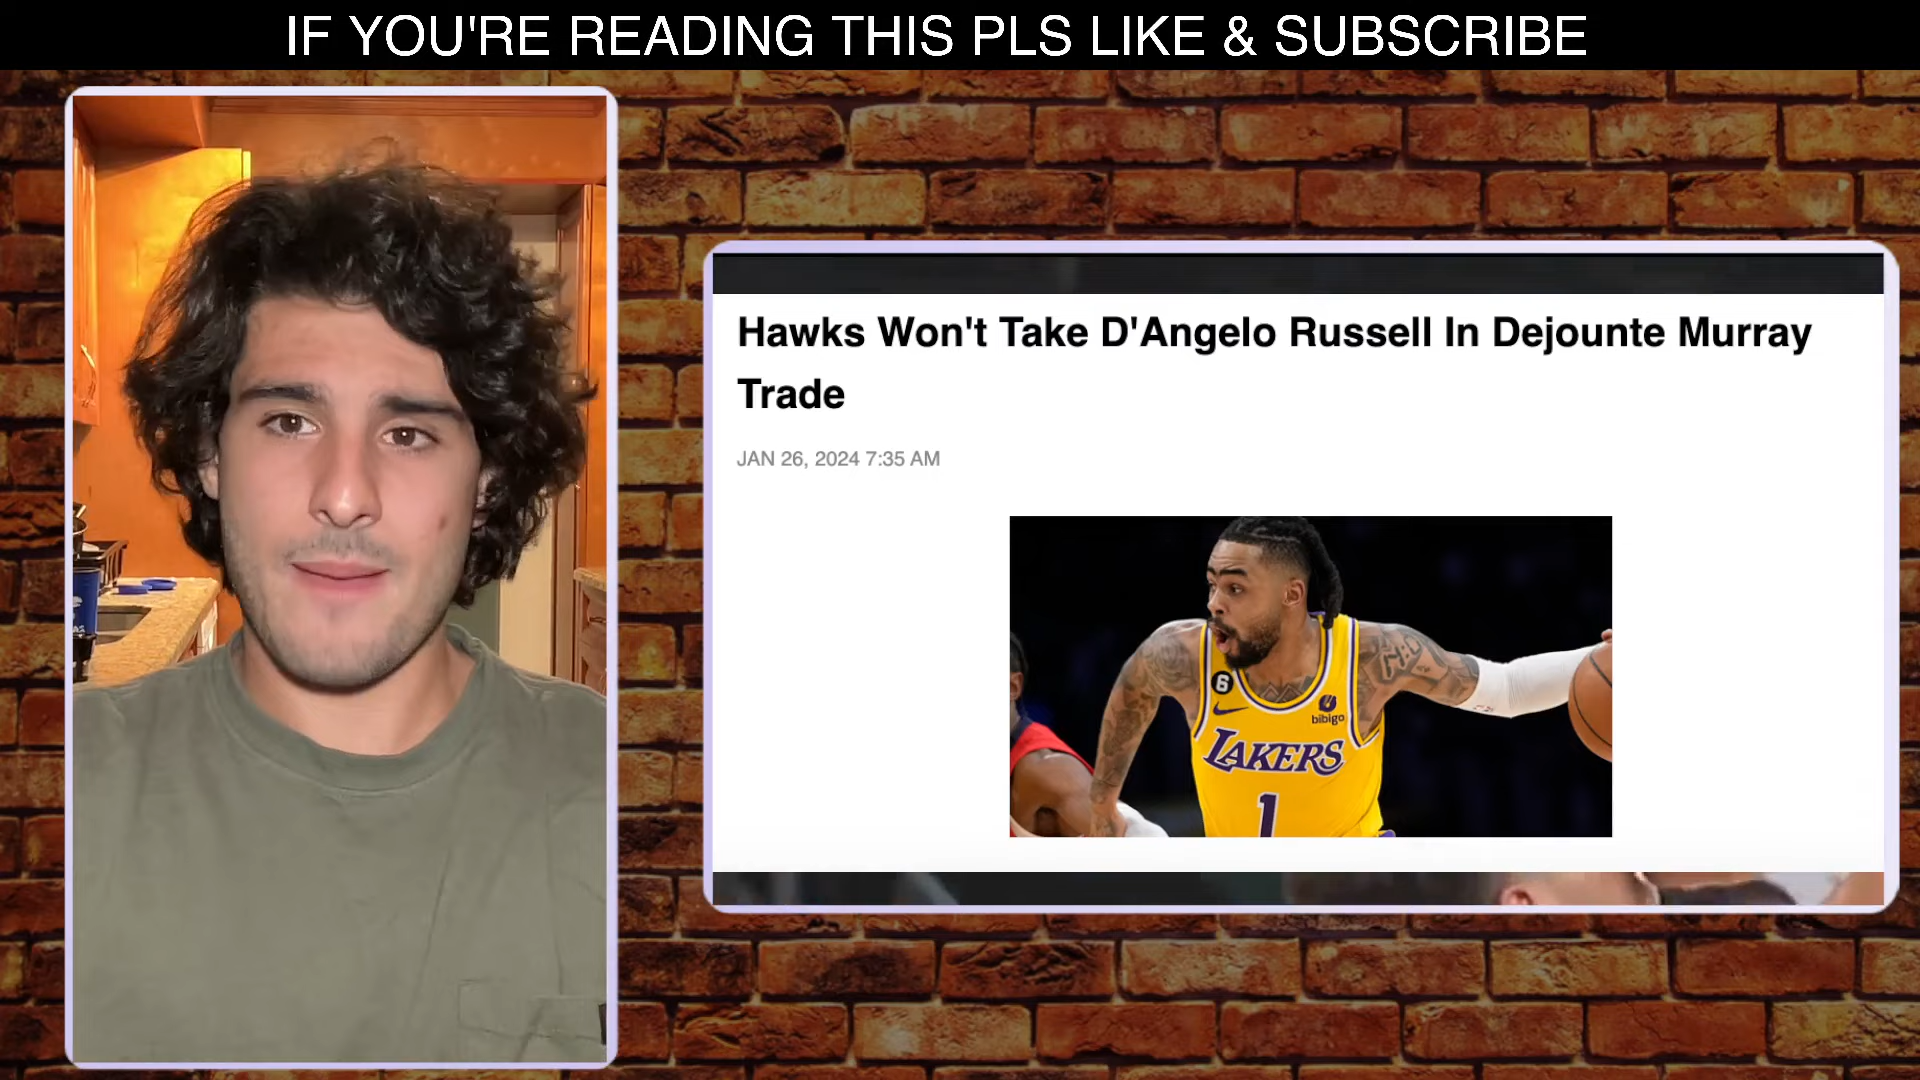 IF YOU'RE READING THIS PLS LIKE & SUBSCRIBE
Hawks Won't Take D'Angelo Russell In Dejounte Murray
Trade
JAN 26, 2024 7:35 AM
6
bibigo
LAKERS
1